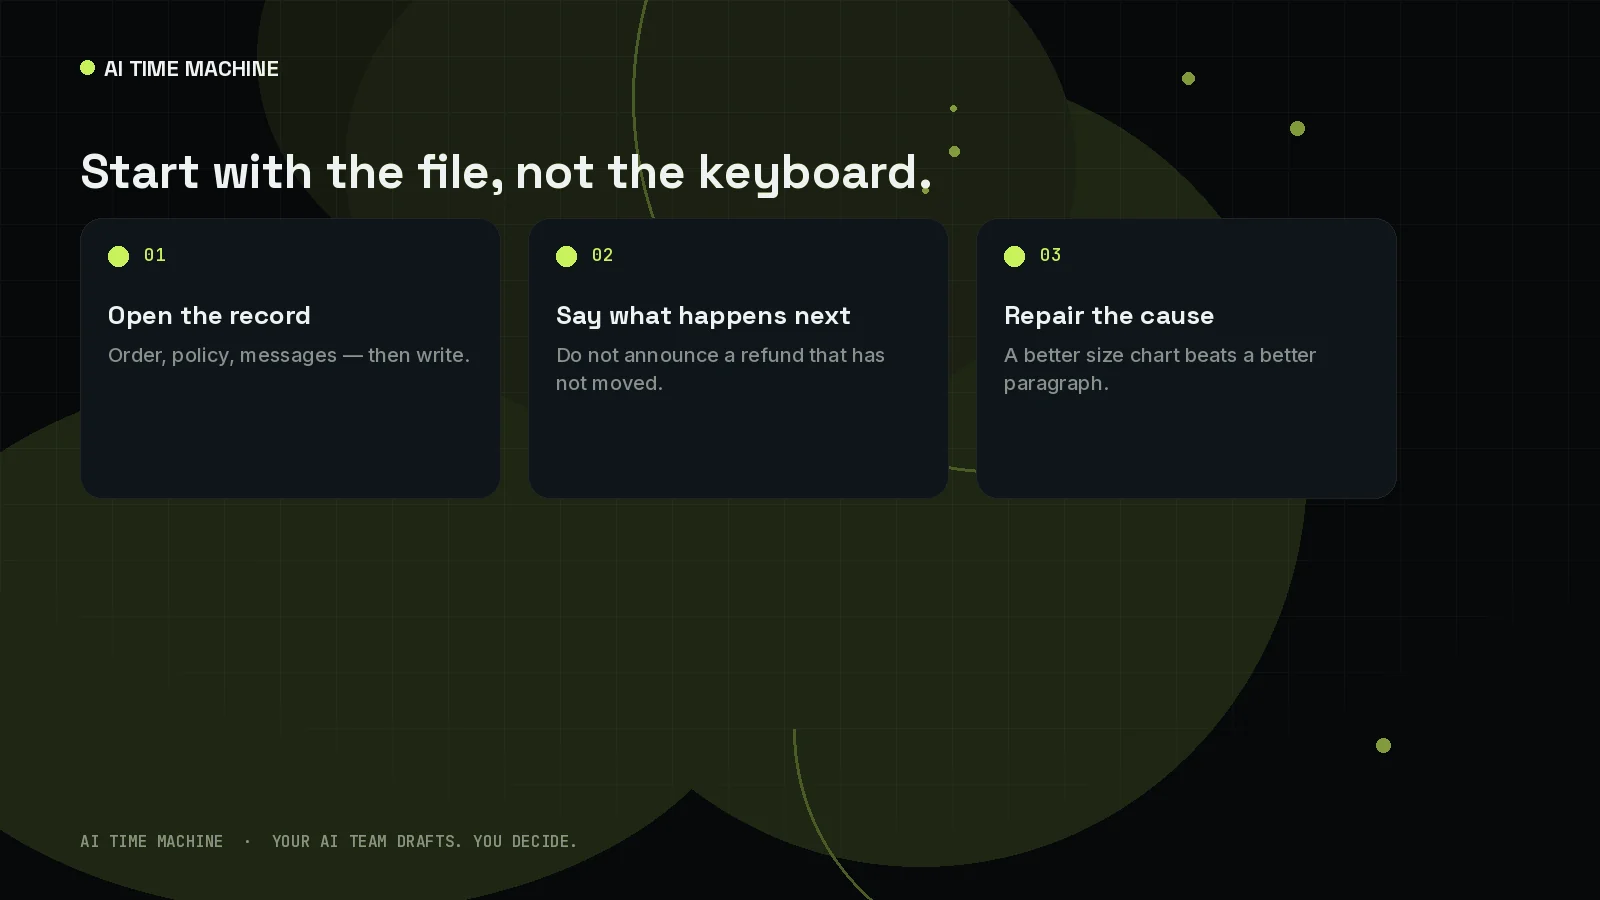 AI TIME MACHINE
Start with the file, not the keyboard.
01
Open the record
Order, policy, messages — then write.
02
Say what happens next
Do not announce a refund that has
not moved.
03
Repair the cause
A better size chart beats a better
paragraph.
AI TIME MACHINE · YOUR AI TEAM DRAFTS. YOU DECIDE.